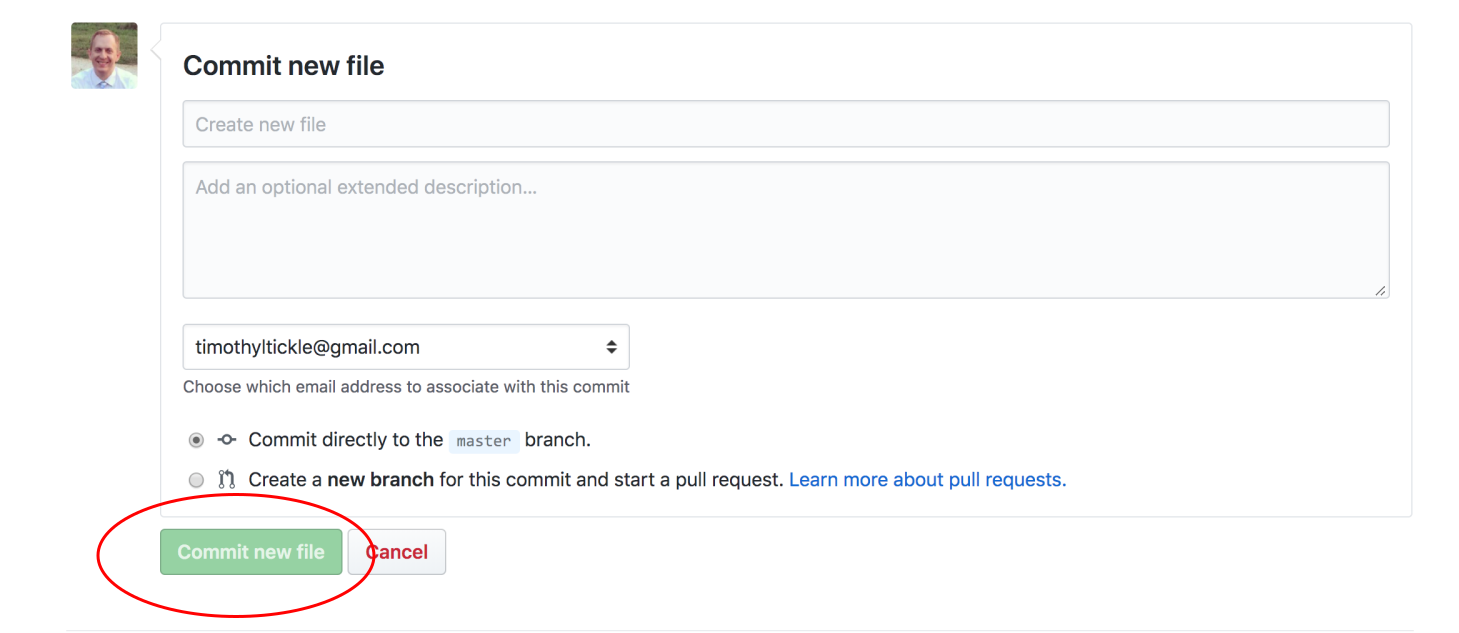 Commit new file
Create new file
Add an optional extended description...
timothyltickle@gmail.com
Choose which email address to associate with this commit
Commit directly to the master branch.
Create a new branch for this commit and start a pull request. Learn more about pull requests.
Commit new file Cancel